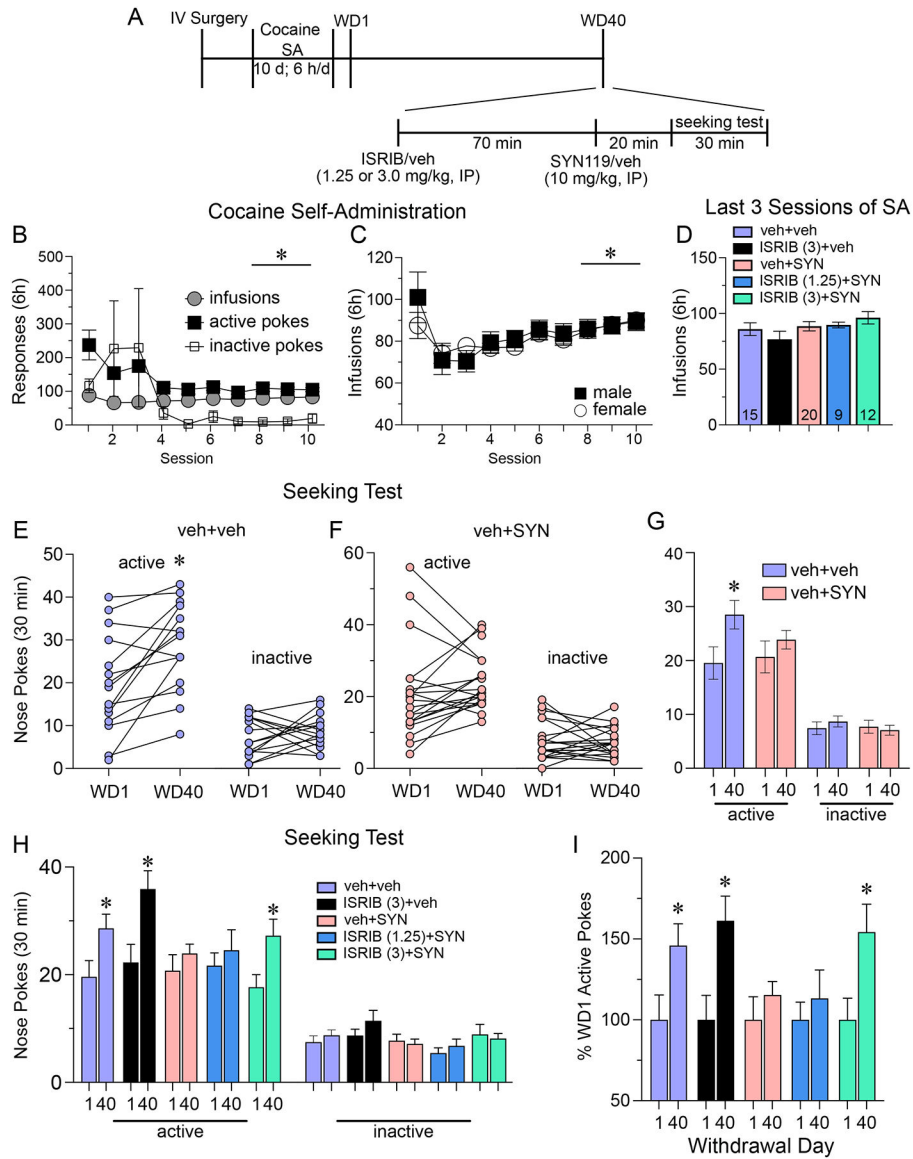 A
IV Surgery
Cocaine
SA
10 d; 6 h/d
WD1
WD40
seeking test
70 min
20 min
30 min
ISRIB/veh
(1.25 or 3.0 mg/kg, IP)
SYN119/veh
(10 mg/kg, IP)
Cocaine Self-Administration
Last 3 Sessions of SA
B
Responses (6h)
500
400
300
200
100
0
*
infusions
active pokes
inactive pokes
2 4 6 8 10
Session
C
Infusions (6h)
120
100
80
60
40
*
male
female
2 4 6 8 10
Session
D
veh+veh
ISRIB (3)+veh
veh+SYN
ISRIB (1.25)+SYN
ISRIB (3)+SYN
Infusions (6h)
150
100
50
0
15 20 9 12
Seeking Test
E
veh+veh
Nose Pokes (30 min)
50
40
30
20
10
0
active *
inactive
WD1 WD40 WD1 WD40
F
veh+SYN
60
40
20
0
active
inactive
WD1 WD40 WD1 WD40
G
40
30
20
10
0
*
veh+veh
veh+SYN
1 40 1 40 1 40 1 40
active inactive
Seeking Test
H
Nose Pokes (30 min)
40
20
0
* * *
veh+veh
ISRIB (3)+veh
veh+SYN
ISRIB (1.25)+SYN
ISRIB (3)+SYN
1 40 1 40 1 40 1 40 1 40
active inactive
I
% WD1 Active Pokes
200
150
100
50
* * *
1 40 1 40 1 40 1 40 1 40
Withdrawal Day